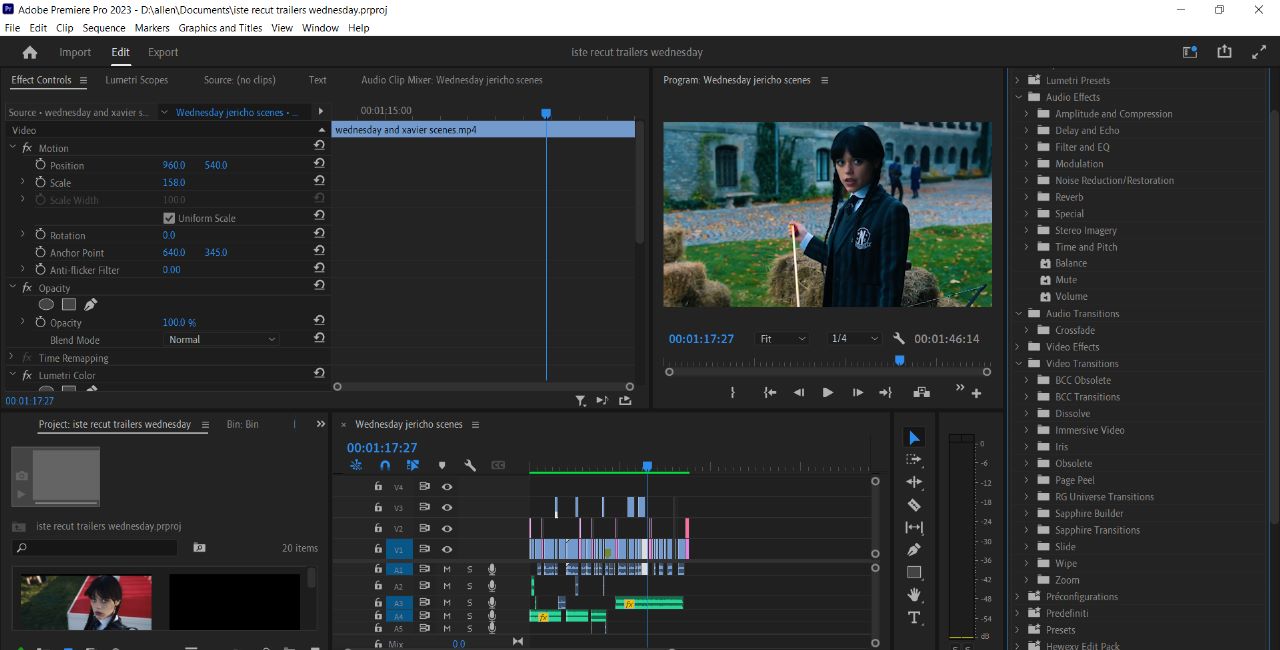 Adobe Premiere Pro 2023 - D:\allen\Documents\iste recut trailers wednesday.prproj
File Edit Clip Sequence Markers Graphics and Titles View Window Help
Import Edit Export
iste recut trailers wednesday
Effect Controls Lumetri Scopes Source: (no clips) Text Audio Clip Mixer: Wednesday jericho scenes
Source • wednesday and xavier s... Wednesday jericho scenes • ...
00:01:15:00
Video
wednesday and xavier scenes.mp4
fx Motion
Position 960.0 540.0
Scale 158.0
Scale Width 100.0
Uniform Scale
Rotation 0.0
Anchor Point 640.0 345.0
Anti-flicker Filter 0.00
fx Opacity
Opacity 100.0 %
Blend Mode Normal
fx Time Remapping
fx Lumetri Color
00:01:17:27
Program: Wednesday jericho scenes
00:01:17:27 Fit 1/4 00:01:46:14
Lumetri Presets
Audio Effects
Amplitude and Compression
Delay and Echo
Filter and EQ
Modulation
Noise Reduction/Restoration
Reverb
Special
Stereo Imagery
Time and Pitch
Balance
Mute
Volume
Audio Transitions
Crossfade
Video Effects
Video Transitions
BCC Obsolete
BCC Transitions
Dissolve
Immersive Video
Iris
Obsolete
Page Peel
RG Universe Transitions
Sapphire Builder
Sapphire Transitions
Slide
Wipe
Zoom
Préconfigurations
Predefiniti
Presets
Hewexy Edit Pack
Project: iste recut trailers wednesday Bin: Bin
iste recut trailers wednesday.prproj
20 items
× Wednesday jericho scenes
00:01:17:27
CC
V4
V3
V2
V1
A1 M S
A2 M S
A3 M S fx
A4 M S fx
A5 M S
Mix 0.0
0
-6
-12
-18
-24
-30
-36
-42
-48
-54
dB
S S